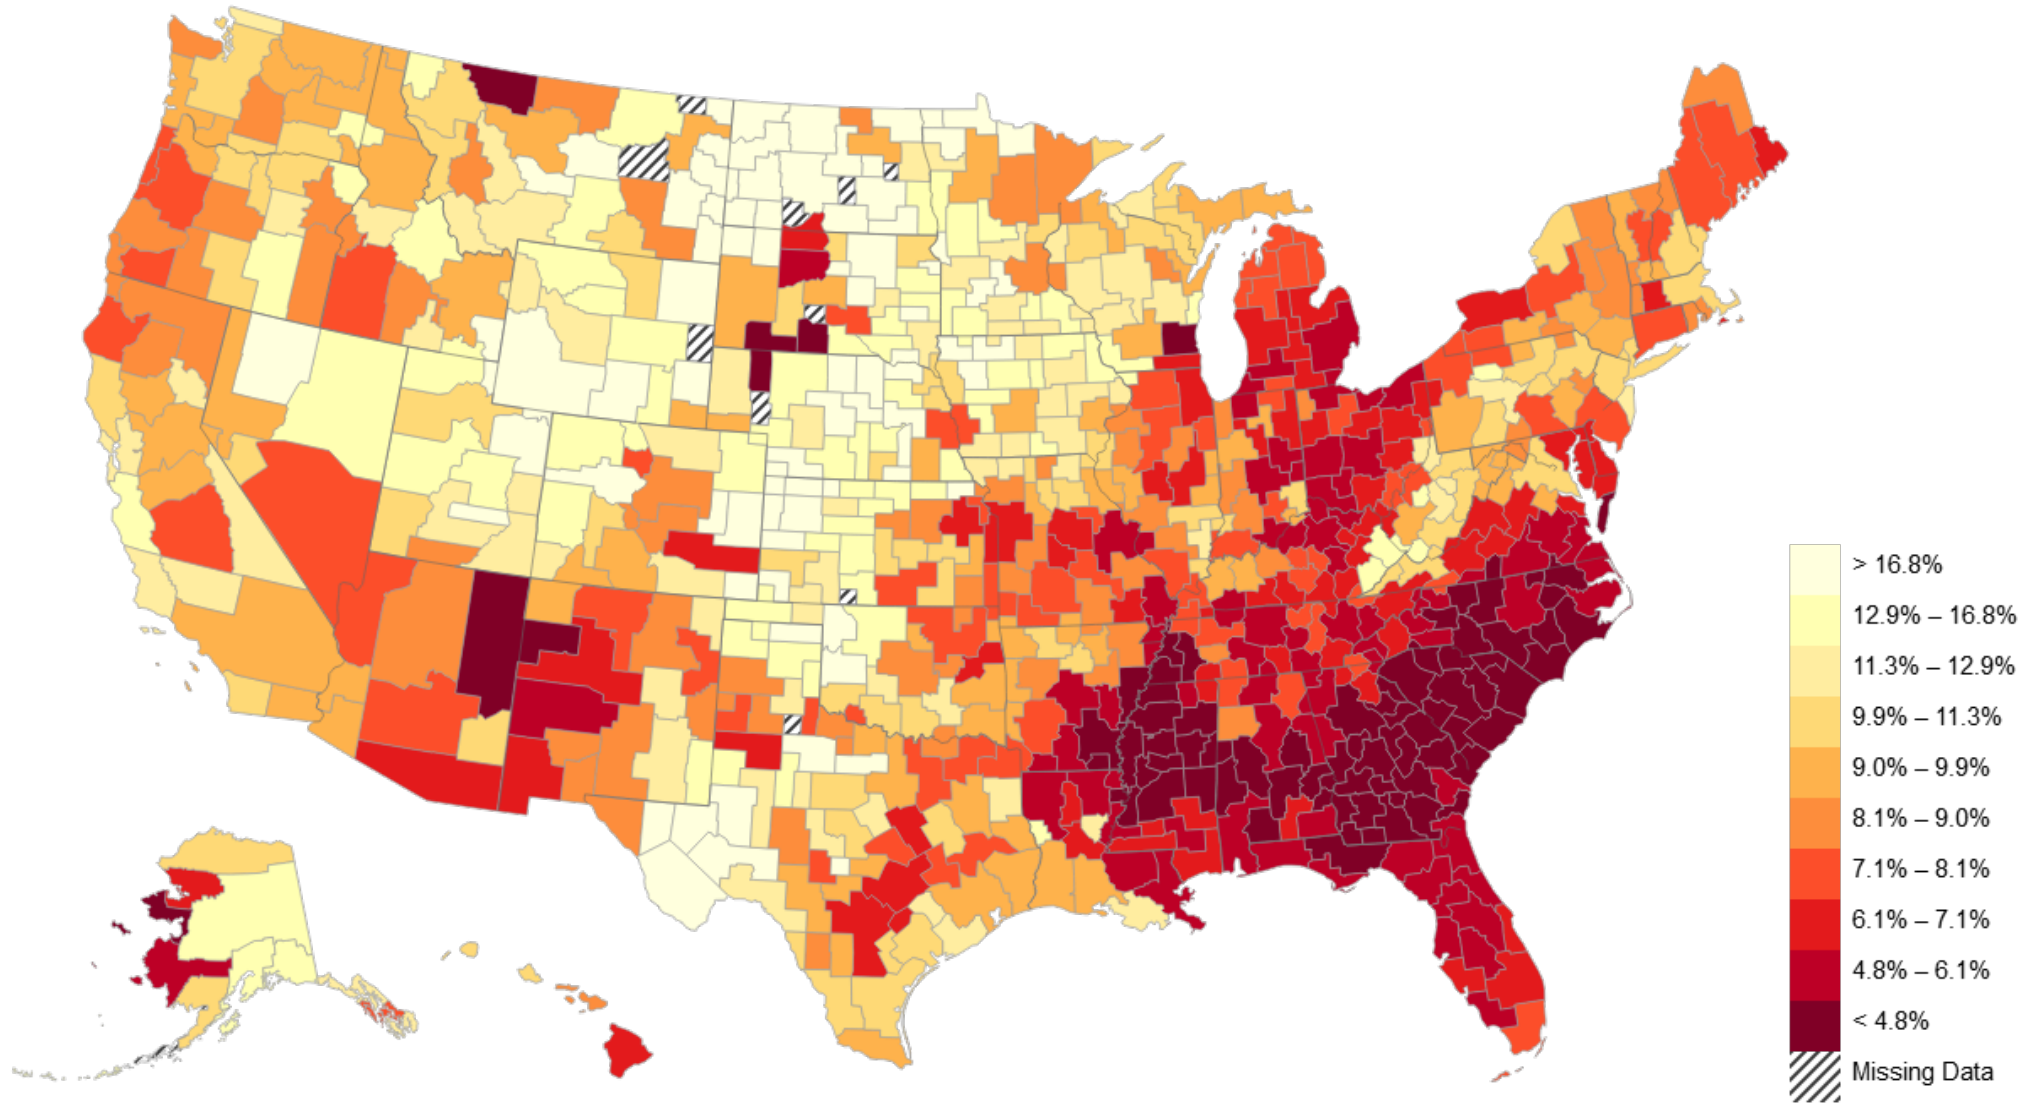 > 16.8%
12.9% – 16.8%
11.3% – 12.9%
9.9% – 11.3%
9.0% – 9.9%
8.1% – 9.0%
7.1% – 8.1%
6.1% – 7.1%
4.8% – 6.1%
< 4.8%
Missing Data